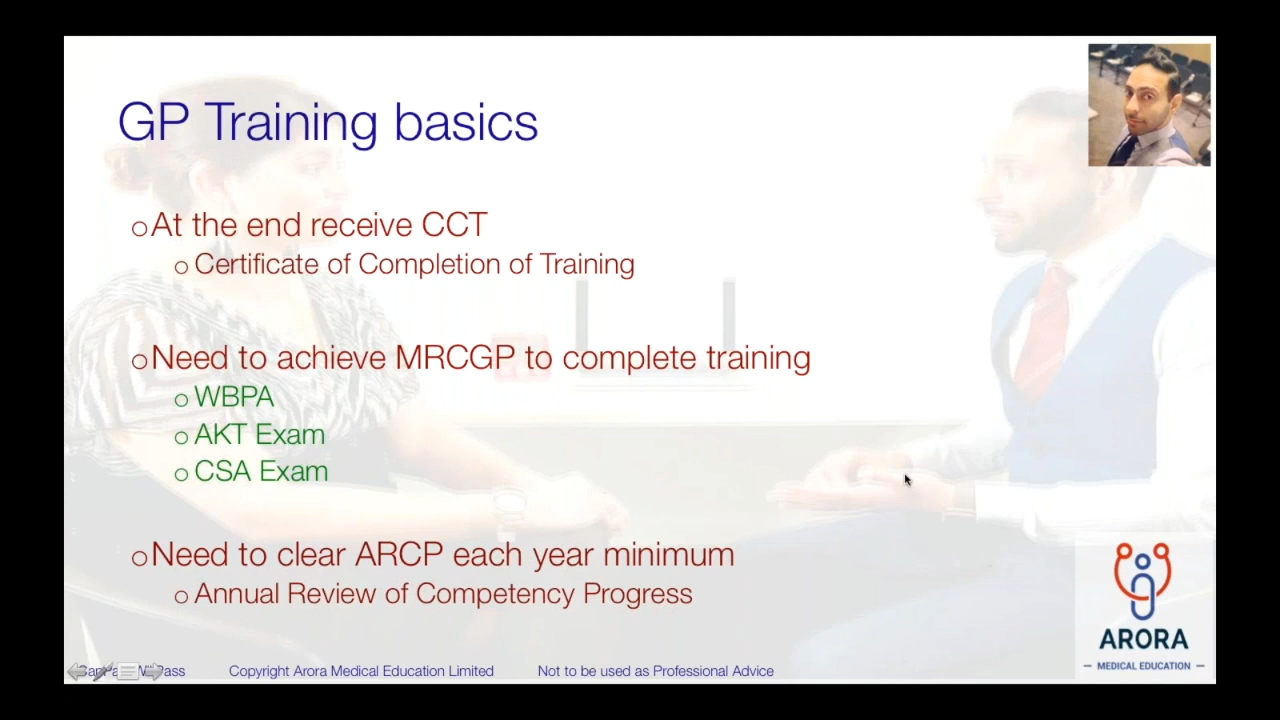 GP Training basics
At the end receive CCT
Certificate of Completion of Training
Need to achieve MRCGP to complete training
WBPA
AKT Exam
CSA Exam
Need to clear ARCP each year minimum
Annual Review of Competency Progress
ARORA
MEDICAL EDUCATION
Copyright Arora Medical Education Limited Not to be used as Professional Advice